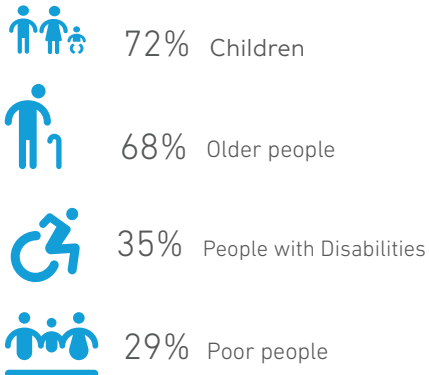 72% Children
68% Older people
35% People with Disabilities
29% Poor people